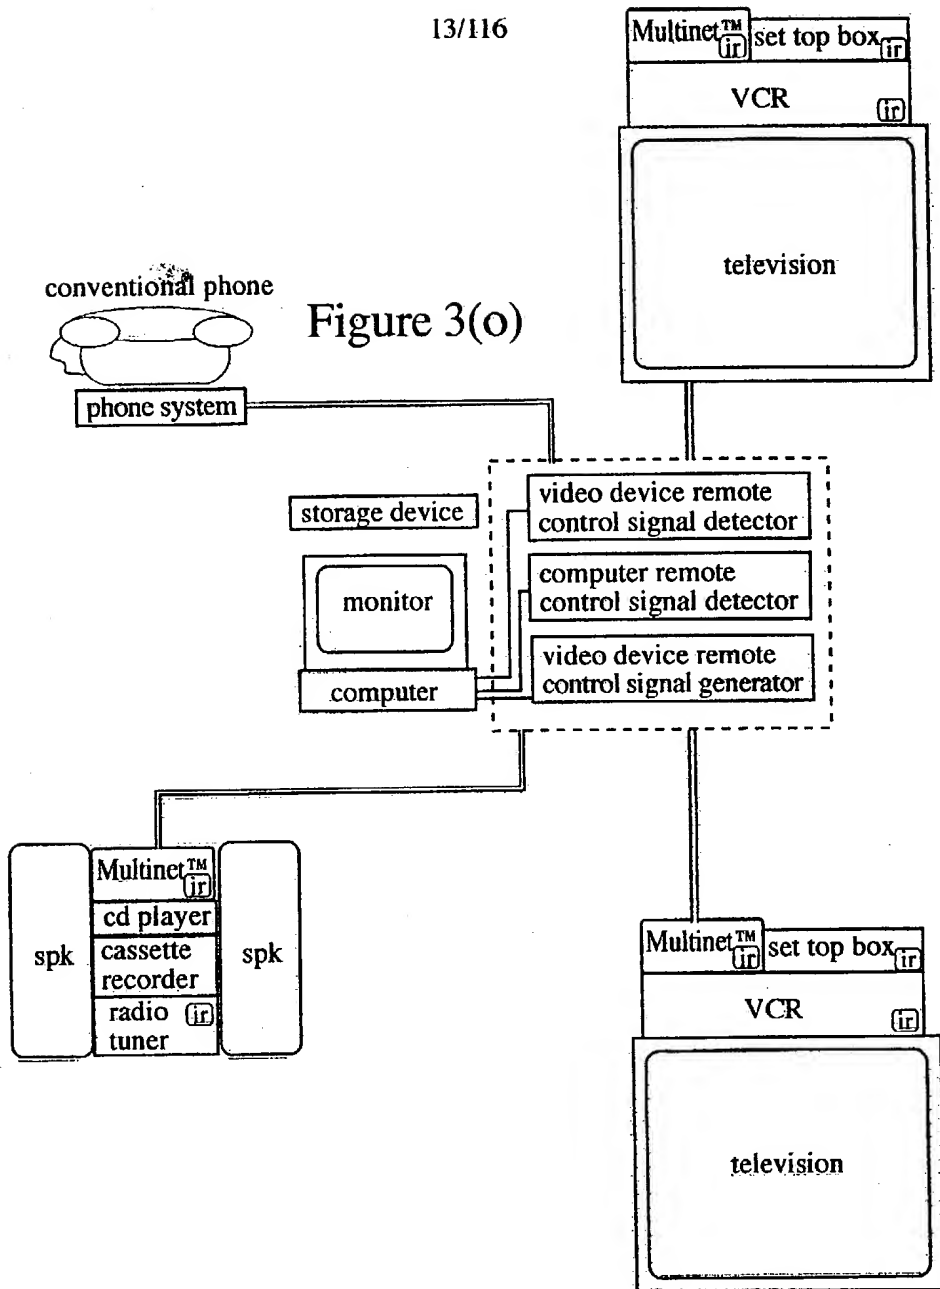 13/116
Multinet™
ir
set top box
ir
VCR
ir
television
conventional phone
Figure 3(o)
phone system
storage device
video device remote
control signal detector
computer remote
control signal detector
video device remote
control signal generator
monitor
computer
Multinet™
ir
cd player
cassette
recorder
radio
ir
tuner
spk
spk
Multinet™
ir
set top box
ir
VCR
ir
television